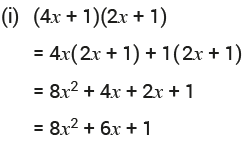 (i) (4x + 1)(2x + 1)
= 4x(2x + 1) + 1(2x + 1)
= 8x² + 4x + 2x + 1
= 8x² + 6x + 1